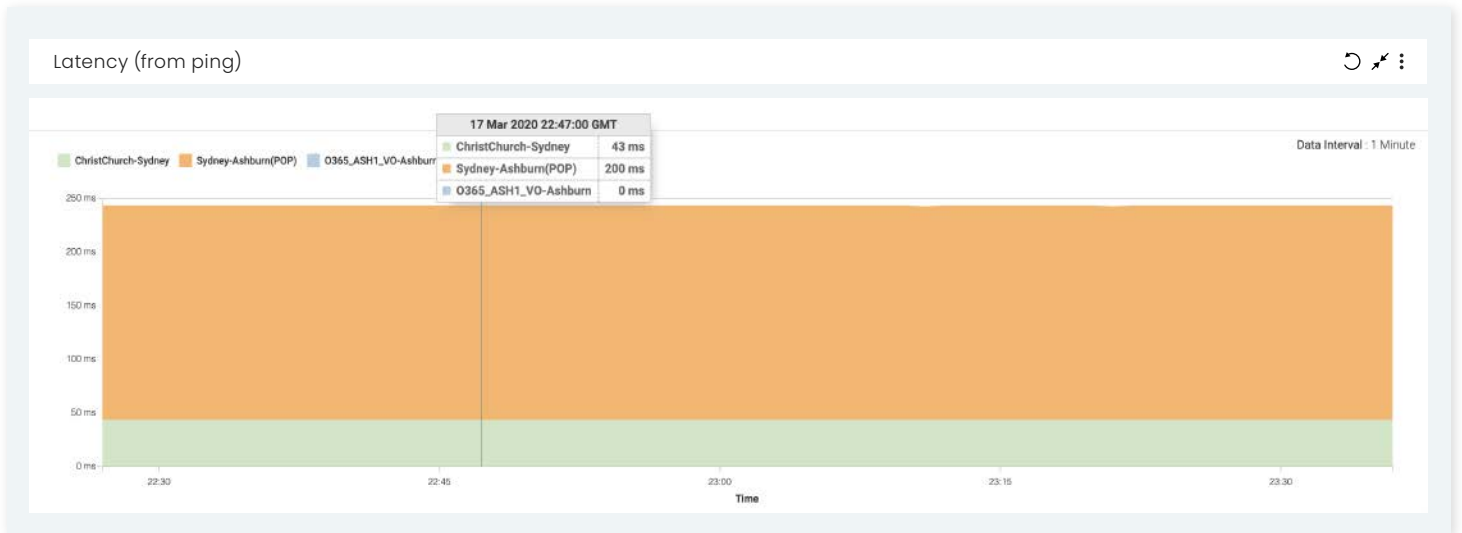 Latency (from ping)
17 Mar 2020 22:47:00 GMT
ChristChurch-Sydney 43 ms
Sydney-Ashburn(POP) 200 ms
O365_ASH1_VO-Ashburn 0 ms
Data Interval : 1 Minute
ChristChurch-Sydney Sydney-Ashburn(POP) O365_ASH1_VO-Ashburn
250 ms
200 ms
150 ms
100 ms
50 ms
0 ms
22:30 22:45 23:00 23:15 23:30
Time